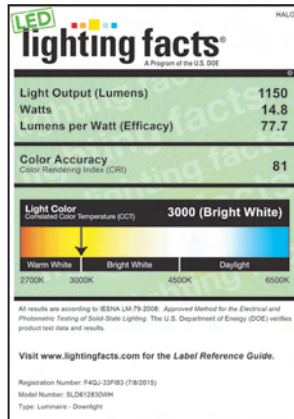 LED
HALO
lighting facts®
A Program of the U.S. DOE
Light Output (Lumens) 1150
Watts 14.8
Lumens per Watt (Efficacy) 77.7
Color Accuracy
Color Rendering Index (CRI) 81
Light Color
Correlated Color Temperature (CCT) 3000 (Bright White)
Warm White Bright White Daylight
2700K 3000K 4500K 6500K
All results are according to IESNA LM-79-2008: Approved Method for the Electrical and
Photometric Testing of Solid-State Lighting. The U.S. Department of Energy (DOE) verifies
product test data and results.
Visit www.lightingfacts.com for the Label Reference Guide.
Registration Number: F4QJ-33FI83 (7/8/2015)
Model Number: SLD612830WH
Type: Luminaire - Downlight